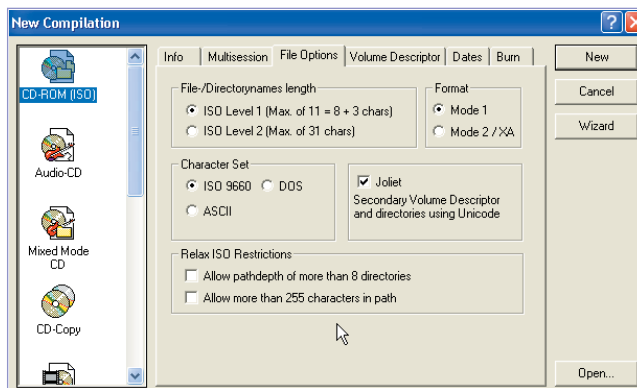 New Compilation
CD-ROM (ISO)
Audio-CD
Mixed Mode
CD
CD-Copy
Info Multisession File Options Volume Descriptor Dates Burn
File-/Directorynames length
ISO Level 1 (Max. of 11 = 8 + 3 chars)
ISO Level 2 (Max. of 31 chars)
Format
Mode 1
Mode 2 / XA
Character Set
ISO 9660 DOS
ASCII
Joliet
Secondary Volume Descriptor
and directories using Unicode
Relax ISO Restrictions
Allow pathdepth of more than 8 directories
Allow more than 255 characters in path
New
Cancel
Wizard
Open...